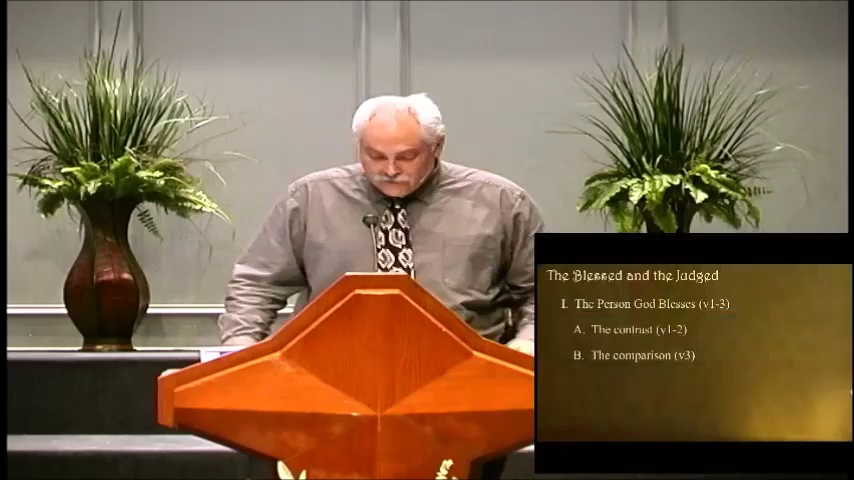 The Blessed and the Judged
I. The Person God Blesses (v1-3)
A. The contrast (v1-2)
B. The comparison (v3)